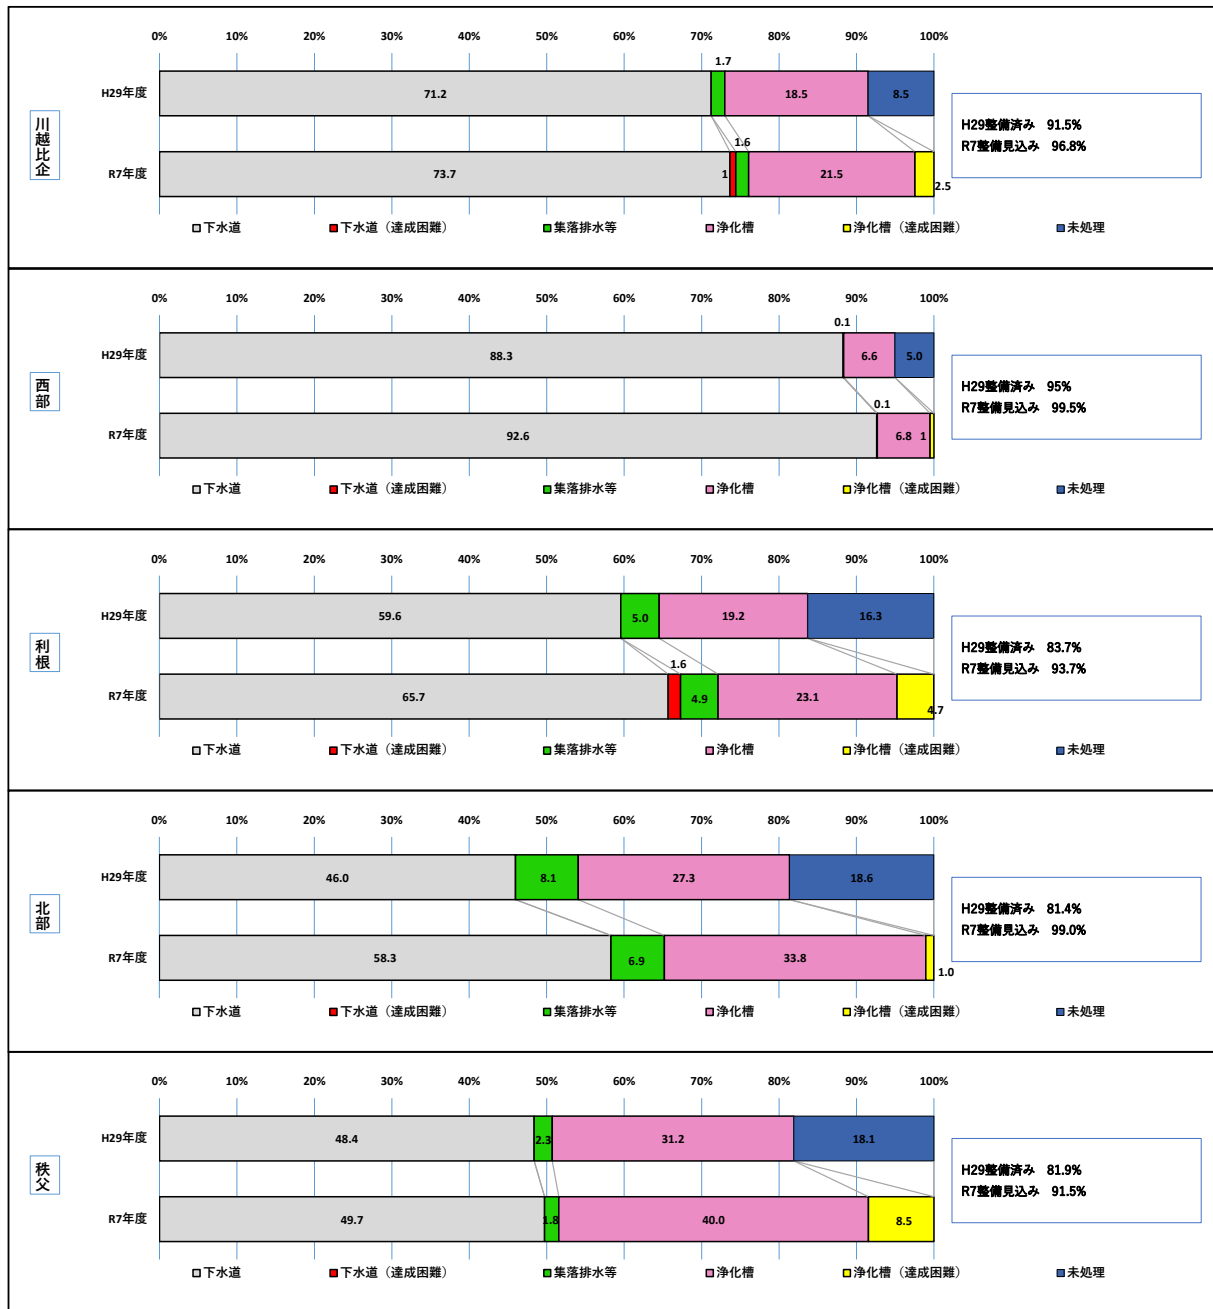 0% 10% 20% 30% 40% 50% 60% 70% 80% 90% 100%
川越比企
1.7
H29年度 71.2 18.5 8.5
H29整備済み 91.5%
R7整備見込み 96.8%
1.6
R7年度 73.7 1 21.5 2.5
下水道 下水道（達成困難） 集落排水等 浄化槽 浄化槽（達成困難） 未処理
0% 10% 20% 30% 40% 50% 60% 70% 80% 90% 100%
西部
0.1
H29年度 88.3 6.6 5.0
H29整備済み 95%
R7整備見込み 99.5%
0.1
R7年度 92.6 6.8 1
下水道 下水道（達成困難） 集落排水等 浄化槽 浄化槽（達成困難） 未処理
0% 10% 20% 30% 40% 50% 60% 70% 80% 90% 100%
利根
H29年度 59.6 5.0 19.2 16.3
H29整備済み 83.7%
R7整備見込み 93.7%
1.6
R7年度 65.7 4.9 23.1 4.7
下水道 下水道（達成困難） 集落排水等 浄化槽 浄化槽（達成困難） 未処理
0% 10% 20% 30% 40% 50% 60% 70% 80% 90% 100%
北部
H29年度 46.0 8.1 27.3 18.6
H29整備済み 81.4%
R7整備見込み 99.0%
R7年度 58.3 6.9 33.8 1.0
下水道 下水道（達成困難） 集落排水等 浄化槽 浄化槽（達成困難） 未処理
0% 10% 20% 30% 40% 50% 60% 70% 80% 90% 100%
秩父
H29年度 48.4 2.3 31.2 18.1
H29整備済み 81.9%
R7整備見込み 91.5%
R7年度 49.7 1.8 40.0 8.5
下水道 下水道（達成困難） 集落排水等 浄化槽 浄化槽（達成困難） 未処理